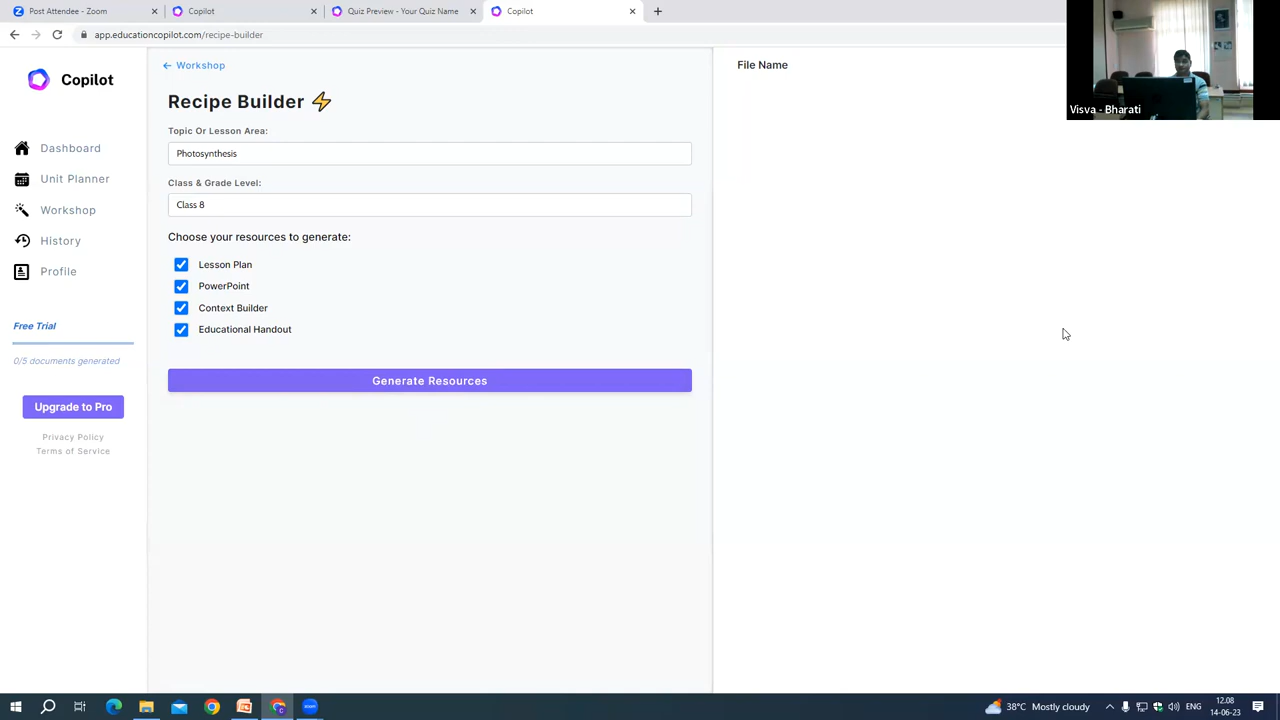 Post Attendee - Zoom
Copilot
Quiz Preview - Your Quiz Name
Copilot
app.educationcopilot.com/recipe-builder
Visva - Bharati
Copilot
Dashboard
Unit Planner
Workshop
History
Profile
Free Trial
0/5 documents generated
Upgrade to Pro
Privacy Policy
Terms of Service
← Workshop
Recipe Builder ⚡
Topic Or Lesson Area:
Photosynthesis
Class & Grade Level:
Class 8
Choose your resources to generate:
Lesson Plan
PowerPoint
Context Builder
Educational Handout
Generate Resources
File Name
38°C Mostly cloudy
ENG
12.08
14-06-23